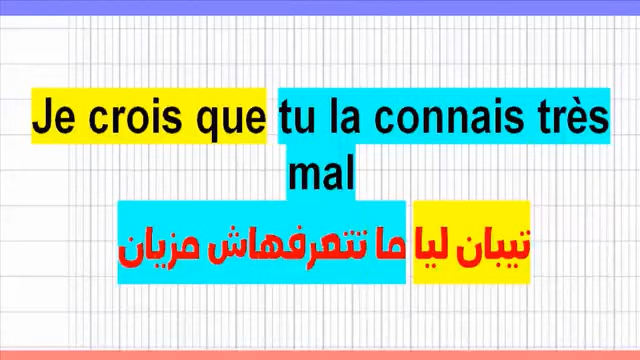 Je crois que tu la connais très
mal
تيبان ليا ما تتعرفهاش مزيان